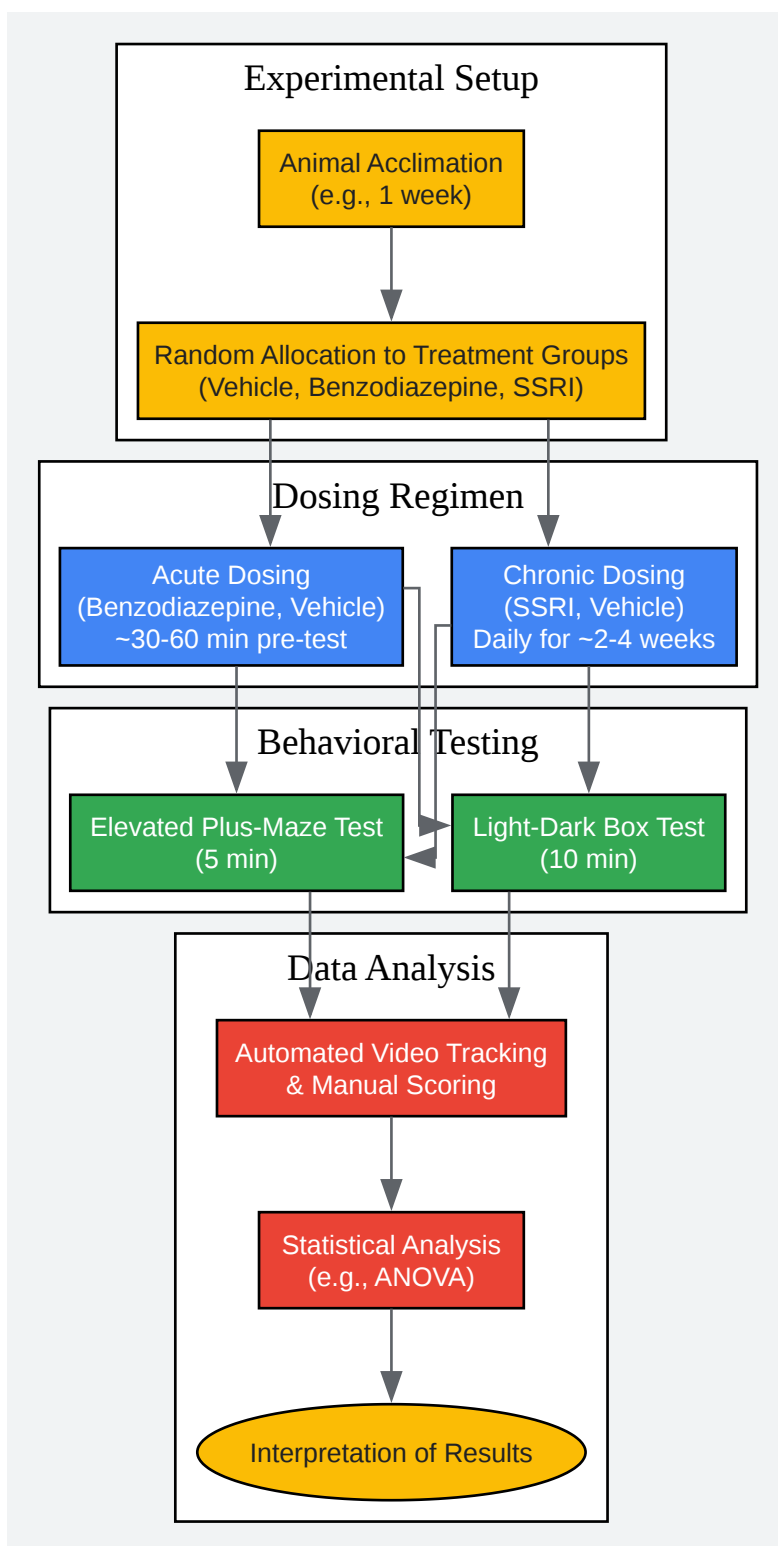 Experimental Setup
Animal Acclimation
(e.g., 1 week)
Random Allocation to Treatment Groups
(Vehicle, Benzodiazepine, SSRI)
Dosing Regimen
Acute Dosing
(Benzodiazepine, Vehicle)
~30-60 min pre-test
Chronic Dosing
(SSRI, Vehicle)
Daily for ~2-4 weeks
Behavioral Testing
Elevated Plus-Maze Test
(5 min)
Light-Dark Box Test
(10 min)
Data Analysis
Automated Video Tracking
& Manual Scoring
Statistical Analysis
(e.g., ANOVA)
Interpretation of Results